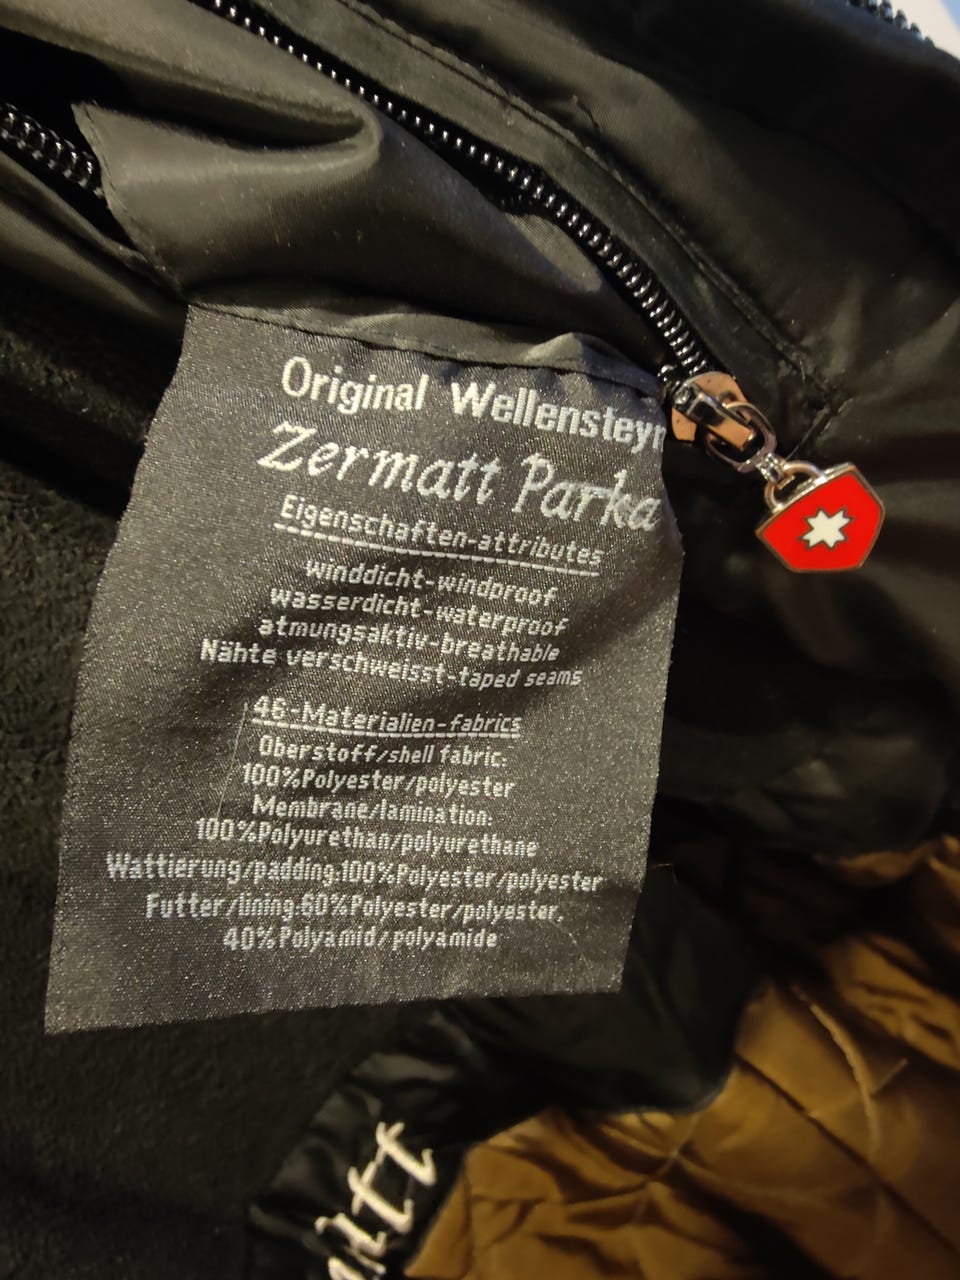 Original Wellensteyn
Zermatt Parka
Eigenschaften-attributes
winddicht-windproof
wasserdicht-waterproof
atmungsaktiv-breathable
Nähte verschweisst-taped seams
46-Materialien-fabrics
Oberstoff/shell fabric:
100%Polyester/polyester
Membrane/lamination:
100%Polyurethan/polyurethane
Wattierung/padding:100%Polyester/polyester
Futter/lining:60%Polyester/polyester,
40%Polyamid/polyamide
att